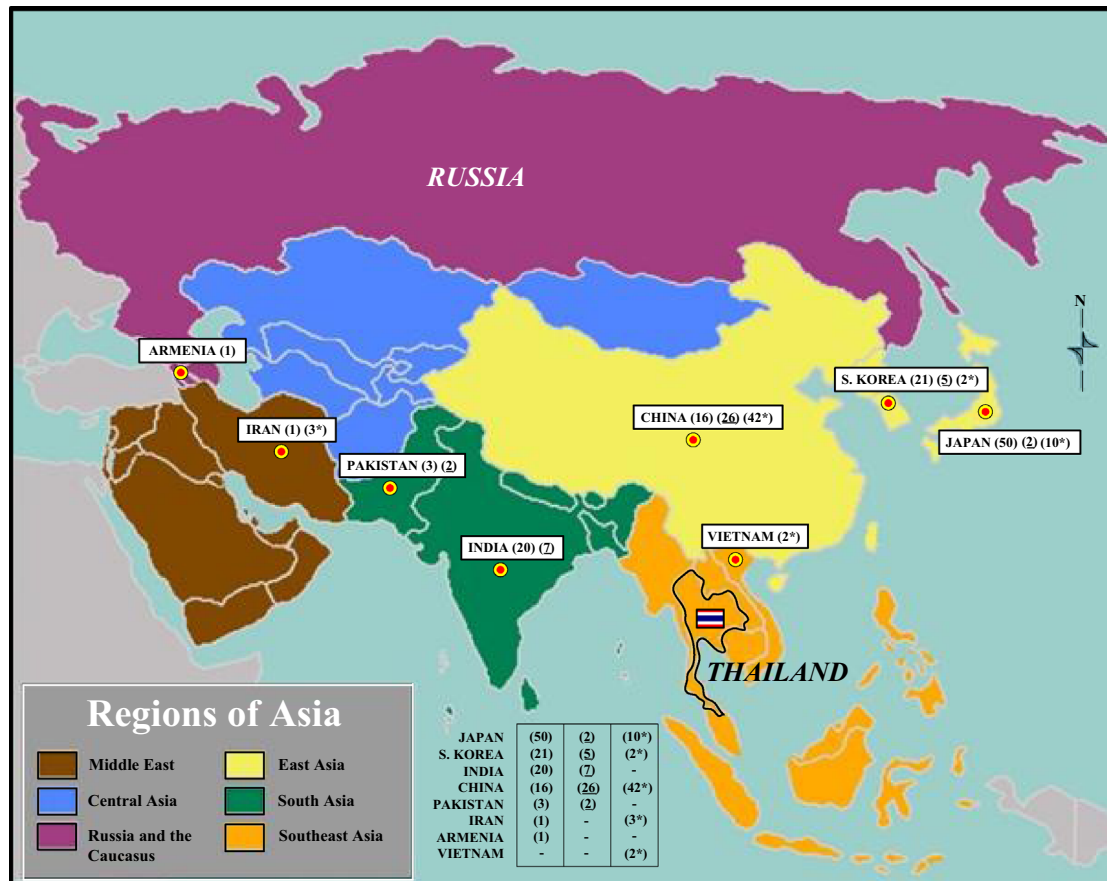 RUSSIA
N
ARMENIA (1)
S. KOREA (21) (5) (2*)
CHINA (16) (26) (42*)
IRAN (1) (3*)
JAPAN (50) (2) (10*)
PAKISTAN (3) (2)
VIETNAM (2*)
INDIA (20) (7)
THAILAND
Regions of Asia
Middle East
East Asia
Central Asia
South Asia
Russia and the
Caucasus
Southeast Asia
JAPAN (50) (2) (10*)
S. KOREA (21) (5) (2*)
INDIA (20) (7) -
CHINA (16) (26) (42*)
PAKISTAN (3) (2) -
IRAN (1) - (3*)
ARMENIA (1) - -
VIETNAM - - (2*)